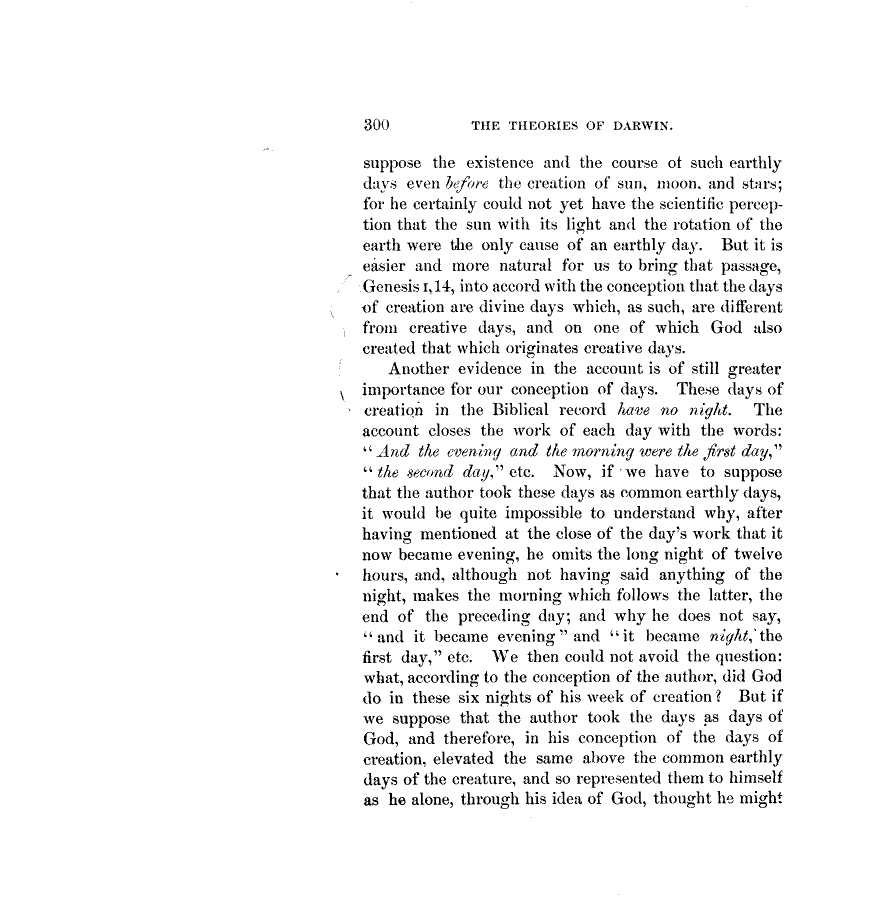 300 THE THEORIES OF DARWIN.
suppose the existence and the course of such earthly
days even before the creation of sun, moon, and stars;
for he certainly could not yet have the scientific percep-
tion that the sun with its light and the rotation of the
earth were the only cause of an earthly day. But it is
easier and more natural for us to bring that passage,
Genesis I, 14, into accord with the conception that the days
of creation are divine days which, as such, are different
from creative days, and on one of which God also
created that which originates creative days.
Another evidence in the account is of still greater
importance for our conception of days. These days of
creation in the Biblical record have no night. The
account closes the work of each day with the words:
"And the evening and the morning were the first day,"
"the second day," etc. Now, if we have to suppose
that the author took these days as common earthly days,
it would be quite impossible to understand why, after
having mentioned at the close of the day's work that it
now became evening, he omits the long night of twelve
hours, and, although not having said anything of the
night, makes the morning which follows the latter, the
end of the preceding day; and why he does not say,
"and it became evening" and "it became night, the
first day," etc. We then could not avoid the question:
what, according to the conception of the author, did God
do in these six nights of his week of creation? But if
we suppose that the author took the days as days of
God, and therefore, in his conception of the days of
creation, elevated the same above the common earthly
days of the creature, and so represented them to himself
as he alone, through his idea of God, thought he might